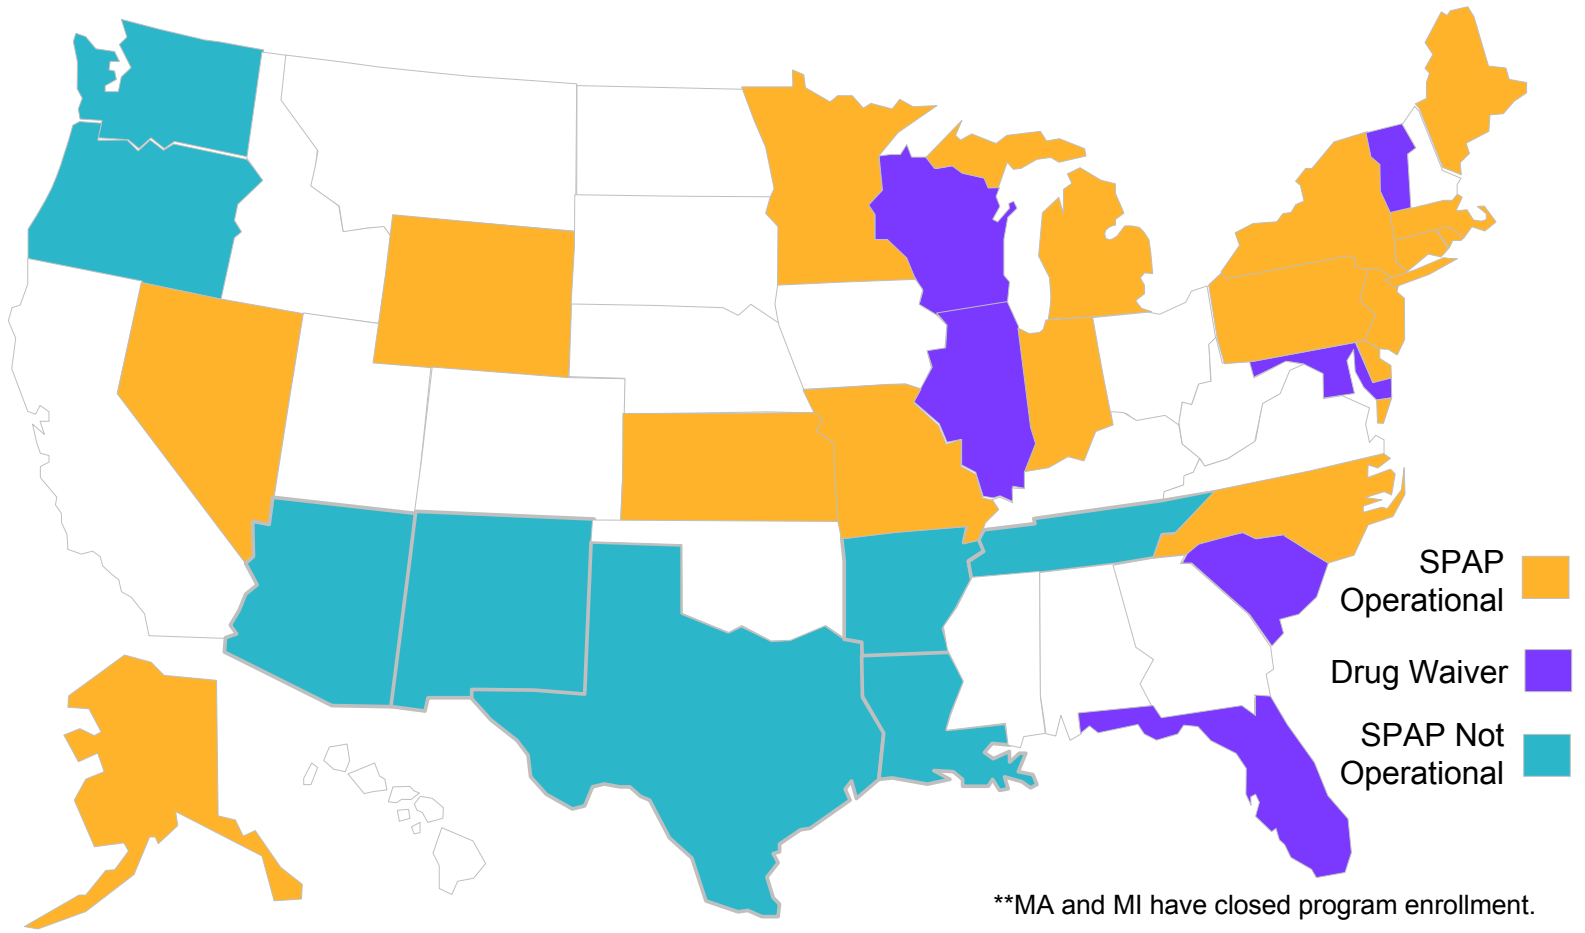 SPAP
Operational
Drug Waiver
SPAP Not
Operational
**MA and MI have closed program enrollment.